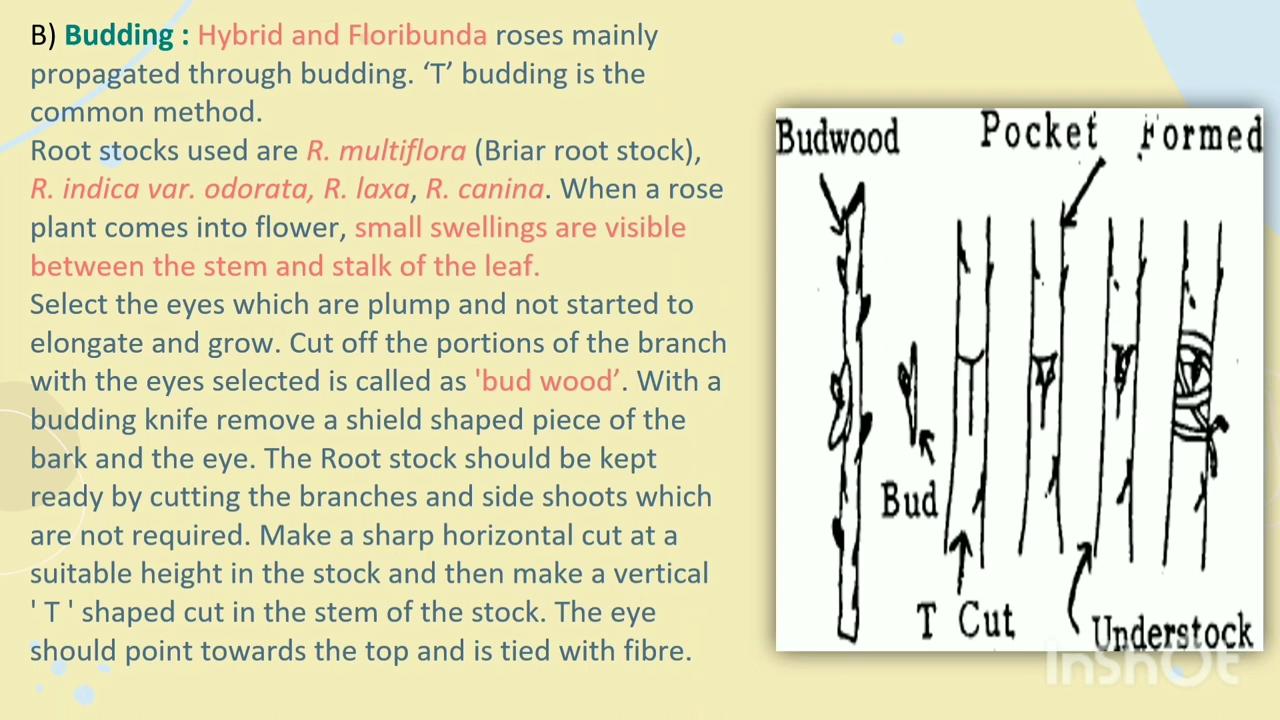 B) Budding : Hybrid and Floribunda roses mainly
propagated through budding. ‘T’ budding is the
common method.
Root stocks used are R. multiflora (Briar root stock),
R. indica var. odorata, R. laxa, R. canina. When a rose
plant comes into flower, small swellings are visible
between the stem and stalk of the leaf.
Select the eyes which are plump and not started to
elongate and grow. Cut off the portions of the branch
with the eyes selected is called as 'bud wood’. With a
budding knife remove a shield shaped piece of the
bark and the eye. The Root stock should be kept
ready by cutting the branches and side shoots which
are not required. Make a sharp horizontal cut at a
suitable height in the stock and then make a vertical
' T ' shaped cut in the stem of the stock. The eye
should point towards the top and is tied with fibre.
Budwood
Pocket Formed
Bud
T Cut
Understock
InShOt